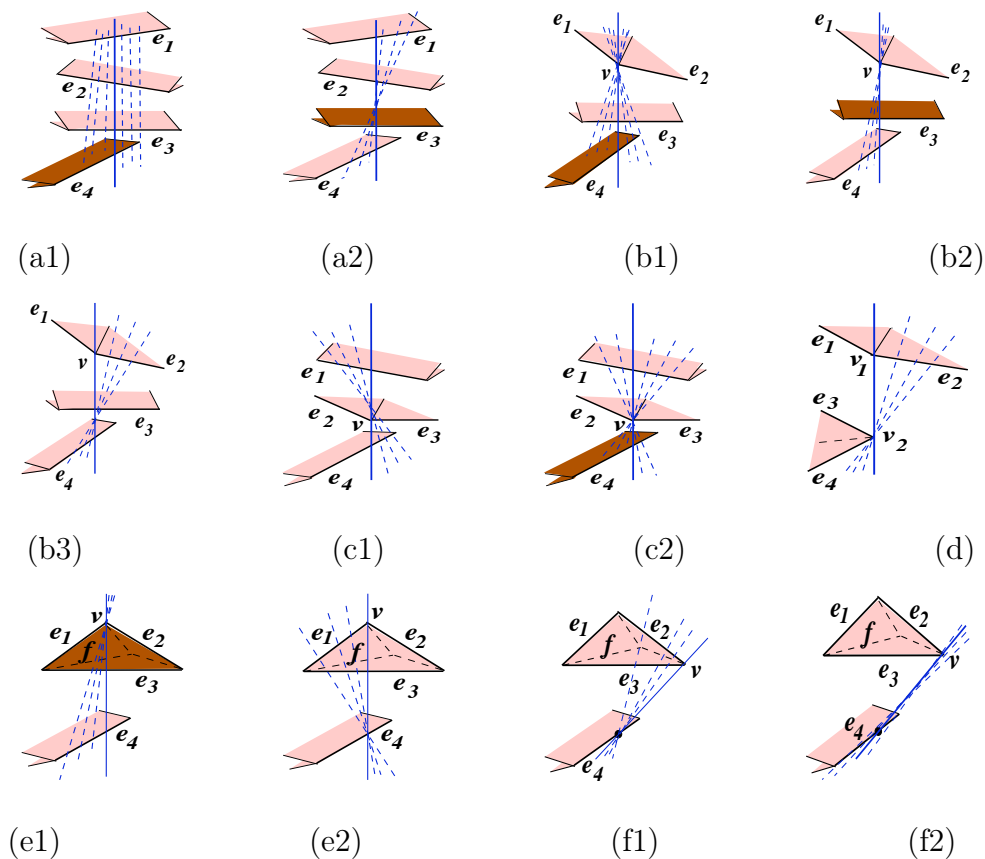 e1 e2 e3 e4
e1 e2 e3 e4
e1 v e2 e3 e4
e1 v e2 e3 e4
(a1) (a2) (b1) (b2)
e1 v e2 e3 e4
e1 e2 v e3 e4
e1 e2 v e3 e4
e1 v1 e2 e3 v2 e4
(b3) (c1) (c2) (d)
v e1 e2 f e3 e4
v e1 e2 f e3 e4
e1 e2 f e3 v e4
e1 e2 f e3 v e4
(e1) (e2) (f1) (f2)